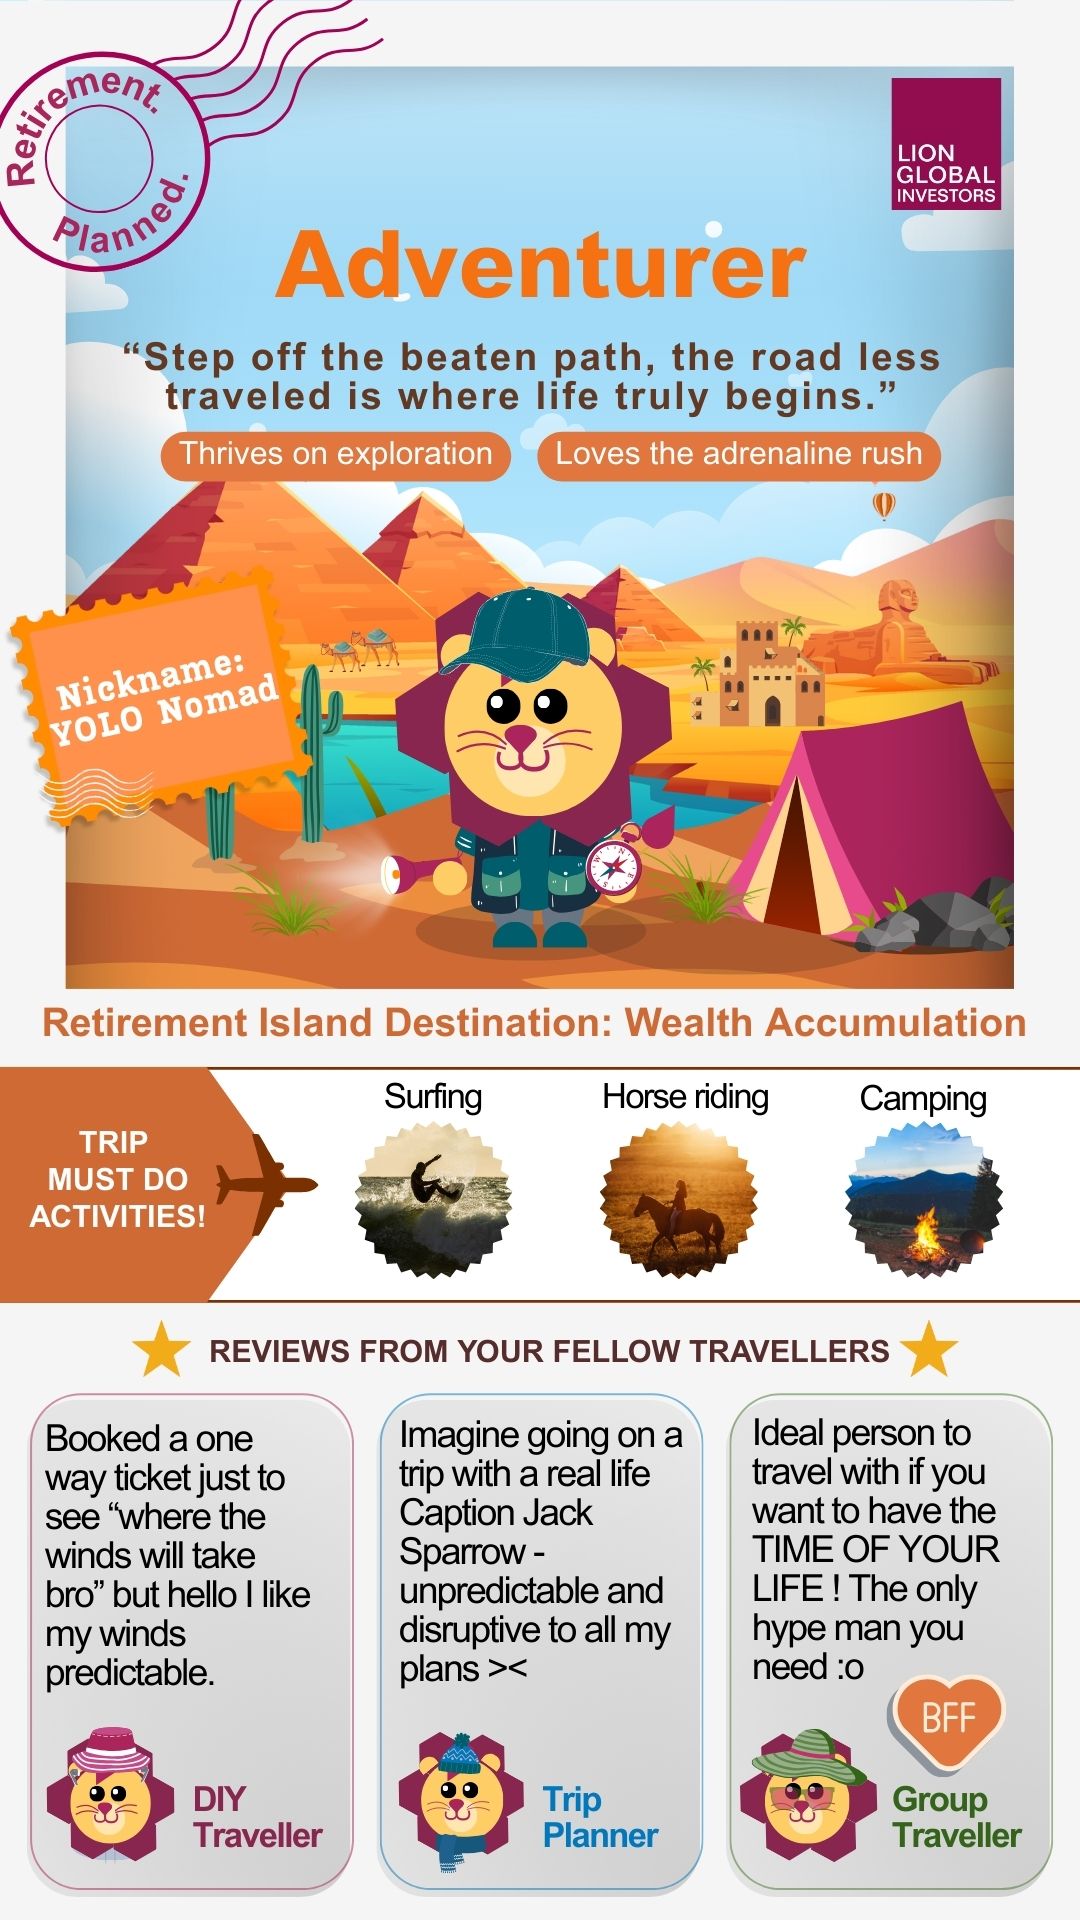 Retirement.
Planned.
LION
GLOBAL
INVESTORS
Adventurer
“Step off the beaten path, the road less
traveled is where life truly begins.”
Thrives on exploration
Loves the adrenaline rush
Nickname:
YOLO Nomad
N
E
S
W
Retirement Island Destination: Wealth Accumulation
TRIP
MUST DO
ACTIVITIES!
Surfing
Horse riding
Camping
REVIEWS FROM YOUR FELLOW TRAVELLERS
Booked a one
way ticket just to
see “where the
winds will take
bro” but hello I like
my winds
predictable.
DIY
Traveller
Imagine going on a
trip with a real life
Caption Jack
Sparrow -
unpredictable and
disruptive to all my
plans ><
Trip
Planner
Ideal person to
travel with if you
want to have the
TIME OF YOUR
LIFE ! The only
hype man you
need :o
BFF
Group
Traveller